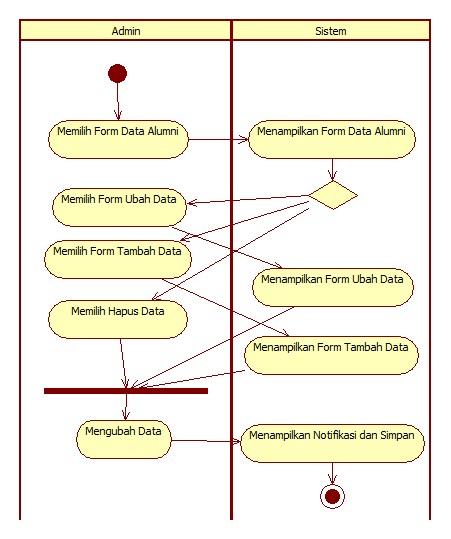 Admin
Sistem
Memilih Form Data Alumni
Menampilkan Form Data Alumni
Memilih Form Ubah Data
Memilih Form Tambah Data
Menampilkan Form Ubah Data
Memilih Hapus Data
Menampilkan Form Tambah Data
Mengubah Data
Menampilkan Notifikasi dan Simpan